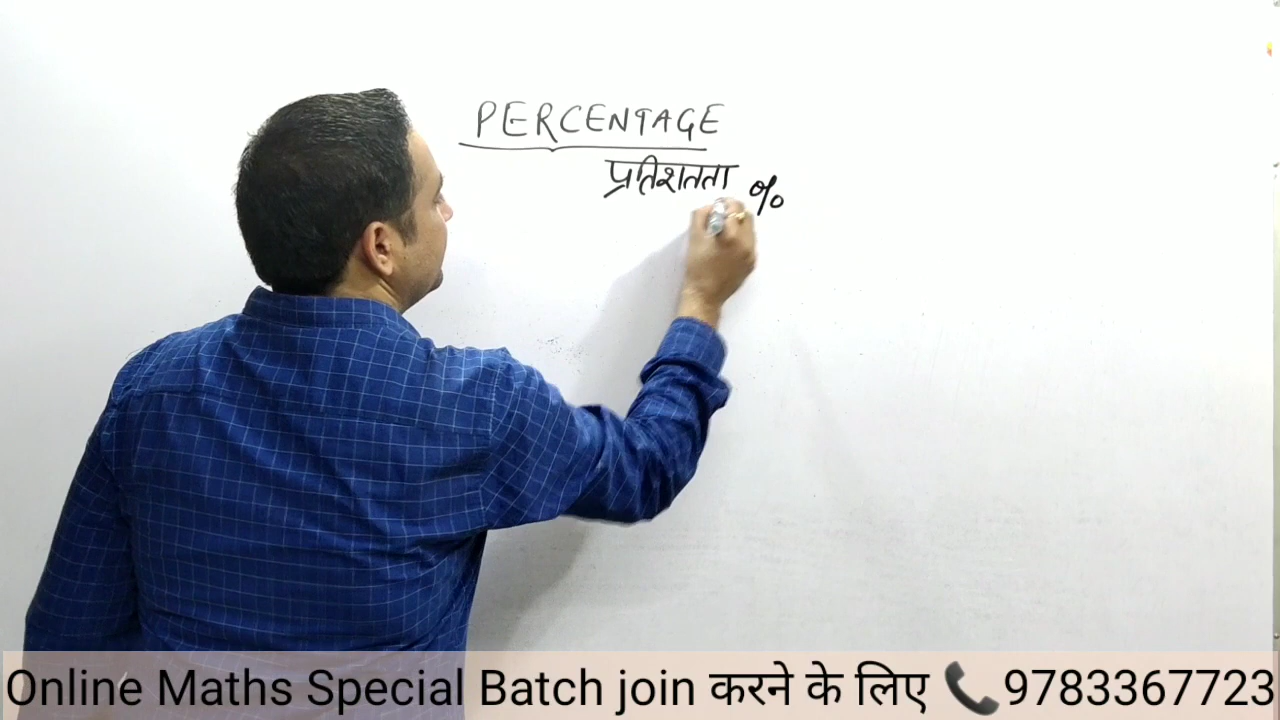 PERCENTAGE
प्रतिशतता %
Online Maths Special Batch join करने के लिए 📞9783367723